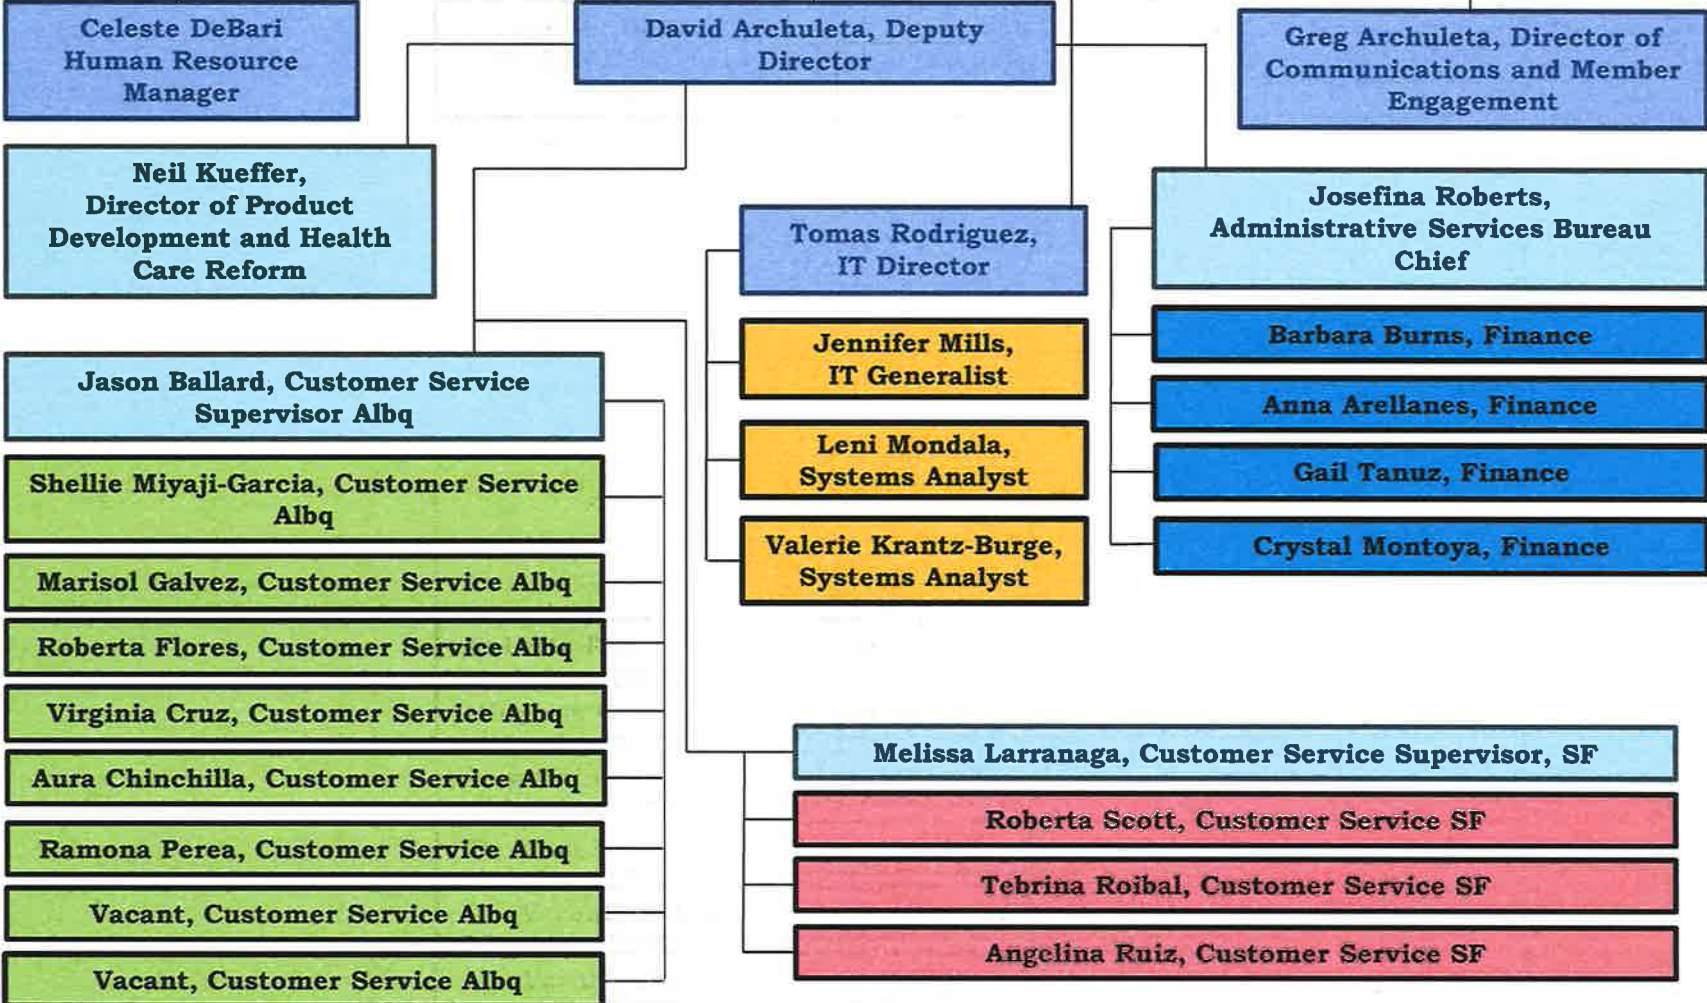 Celeste DeBari
Human Resource
Manager
David Archuleta, Deputy
Director
Greg Archuleta, Director of
Communications and Member
Engagement
Neil Kueffer,
Director of Product
Development and Health
Care Reform
Tomas Rodriguez,
IT Director
Josefina Roberts,
Administrative Services Bureau
Chief
Jennifer Mills,
IT Generalist
Leni Mondala,
Systems Analyst
Valerie Krantz-Burge,
Systems Analyst
Barbara Burns, Finance
Anna Arellanes, Finance
Gail Tanuz, Finance
Crystal Montoya, Finance
Jason Ballard, Customer Service
Supervisor Albq
Shellie Miyaji-Garcia, Customer Service
Albq
Marisol Galvez, Customer Service Albq
Roberta Flores, Customer Service Albq
Virginia Cruz, Customer Service Albq
Aura Chinchilla, Customer Service Albq
Ramona Perea, Customer Service Albq
Vacant, Customer Service Albq
Vacant, Customer Service Albq
Melissa Larranaga, Customer Service Supervisor, SF
Roberta Scott, Customer Service SF
Tebrina Roibal, Customer Service SF
Angelina Ruiz, Customer Service SF